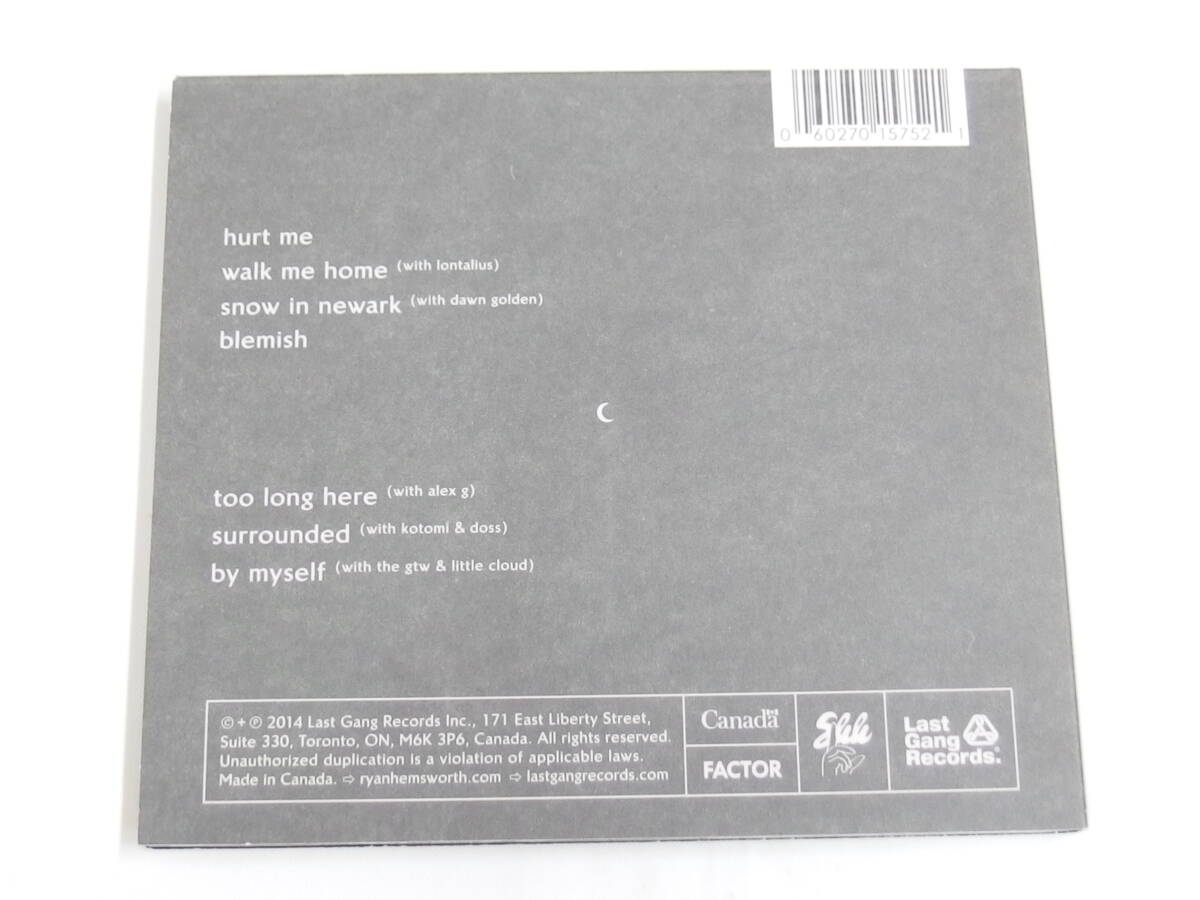 0 60270 15752 1
hurt me
walk me home (with lontalius)
snow in newark (with dawn golden)
blemish
too long here (with alex g)
surrounded (with kotomi & doss)
by myself (with the gtw & little cloud)
©+℗ 2014 Last Gang Records Inc., 171 East Liberty Street,
Suite 330, Toronto, ON, M6K 3P6, Canada. All rights reserved.
Unauthorized duplication is a violation of applicable laws.
Made in Canada. ⇨ ryanhemsworth.com ⇨ lastgangrecords.com
Canada
FACTOR
Shh
Last
Gang
Records.